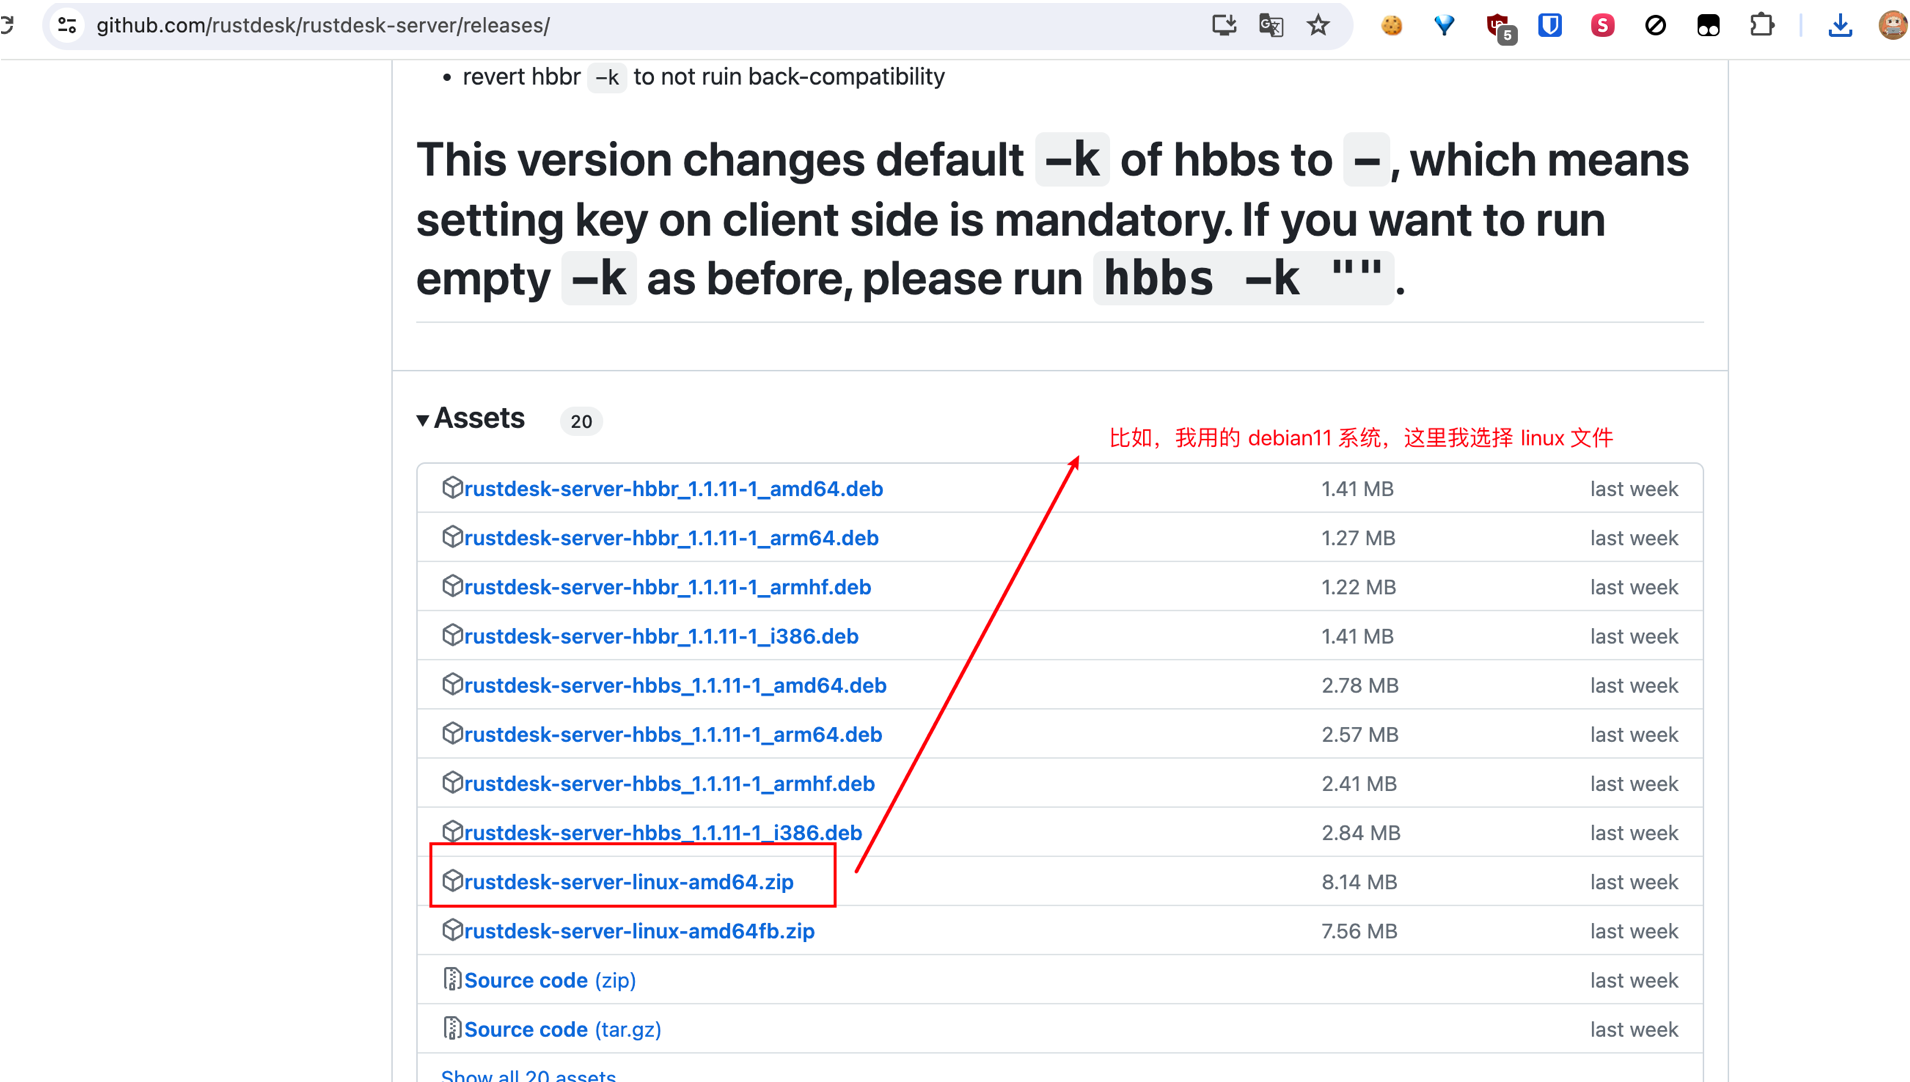 github.com/rustdesk/rustdesk-server/releases/
5
S
• revert hbbr -k to not ruin back-compatibility
This version changes default -k of hbbs to -, which means
setting key on client side is mandatory. If you want to run
empty -k as before, please run hbbs -k "".
Assets 20
比如，我用的 debian11 系统，这里我选择 linux 文件
rustdesk-server-hbbr_1.1.11-1_amd64.deb 1.41 MB last week
rustdesk-server-hbbr_1.1.11-1_arm64.deb 1.27 MB last week
rustdesk-server-hbbr_1.1.11-1_armhf.deb 1.22 MB last week
rustdesk-server-hbbr_1.1.11-1_i386.deb 1.41 MB last week
rustdesk-server-hbbs_1.1.11-1_amd64.deb 2.78 MB last week
rustdesk-server-hbbs_1.1.11-1_arm64.deb 2.57 MB last week
rustdesk-server-hbbs_1.1.11-1_armhf.deb 2.41 MB last week
rustdesk-server-hbbs_1.1.11-1_i386.deb 2.84 MB last week
rustdesk-server-linux-amd64.zip 8.14 MB last week
rustdesk-server-linux-amd64fb.zip 7.56 MB last week
Source code (zip) last week
Source code (tar.gz) last week
Show all 20 assets